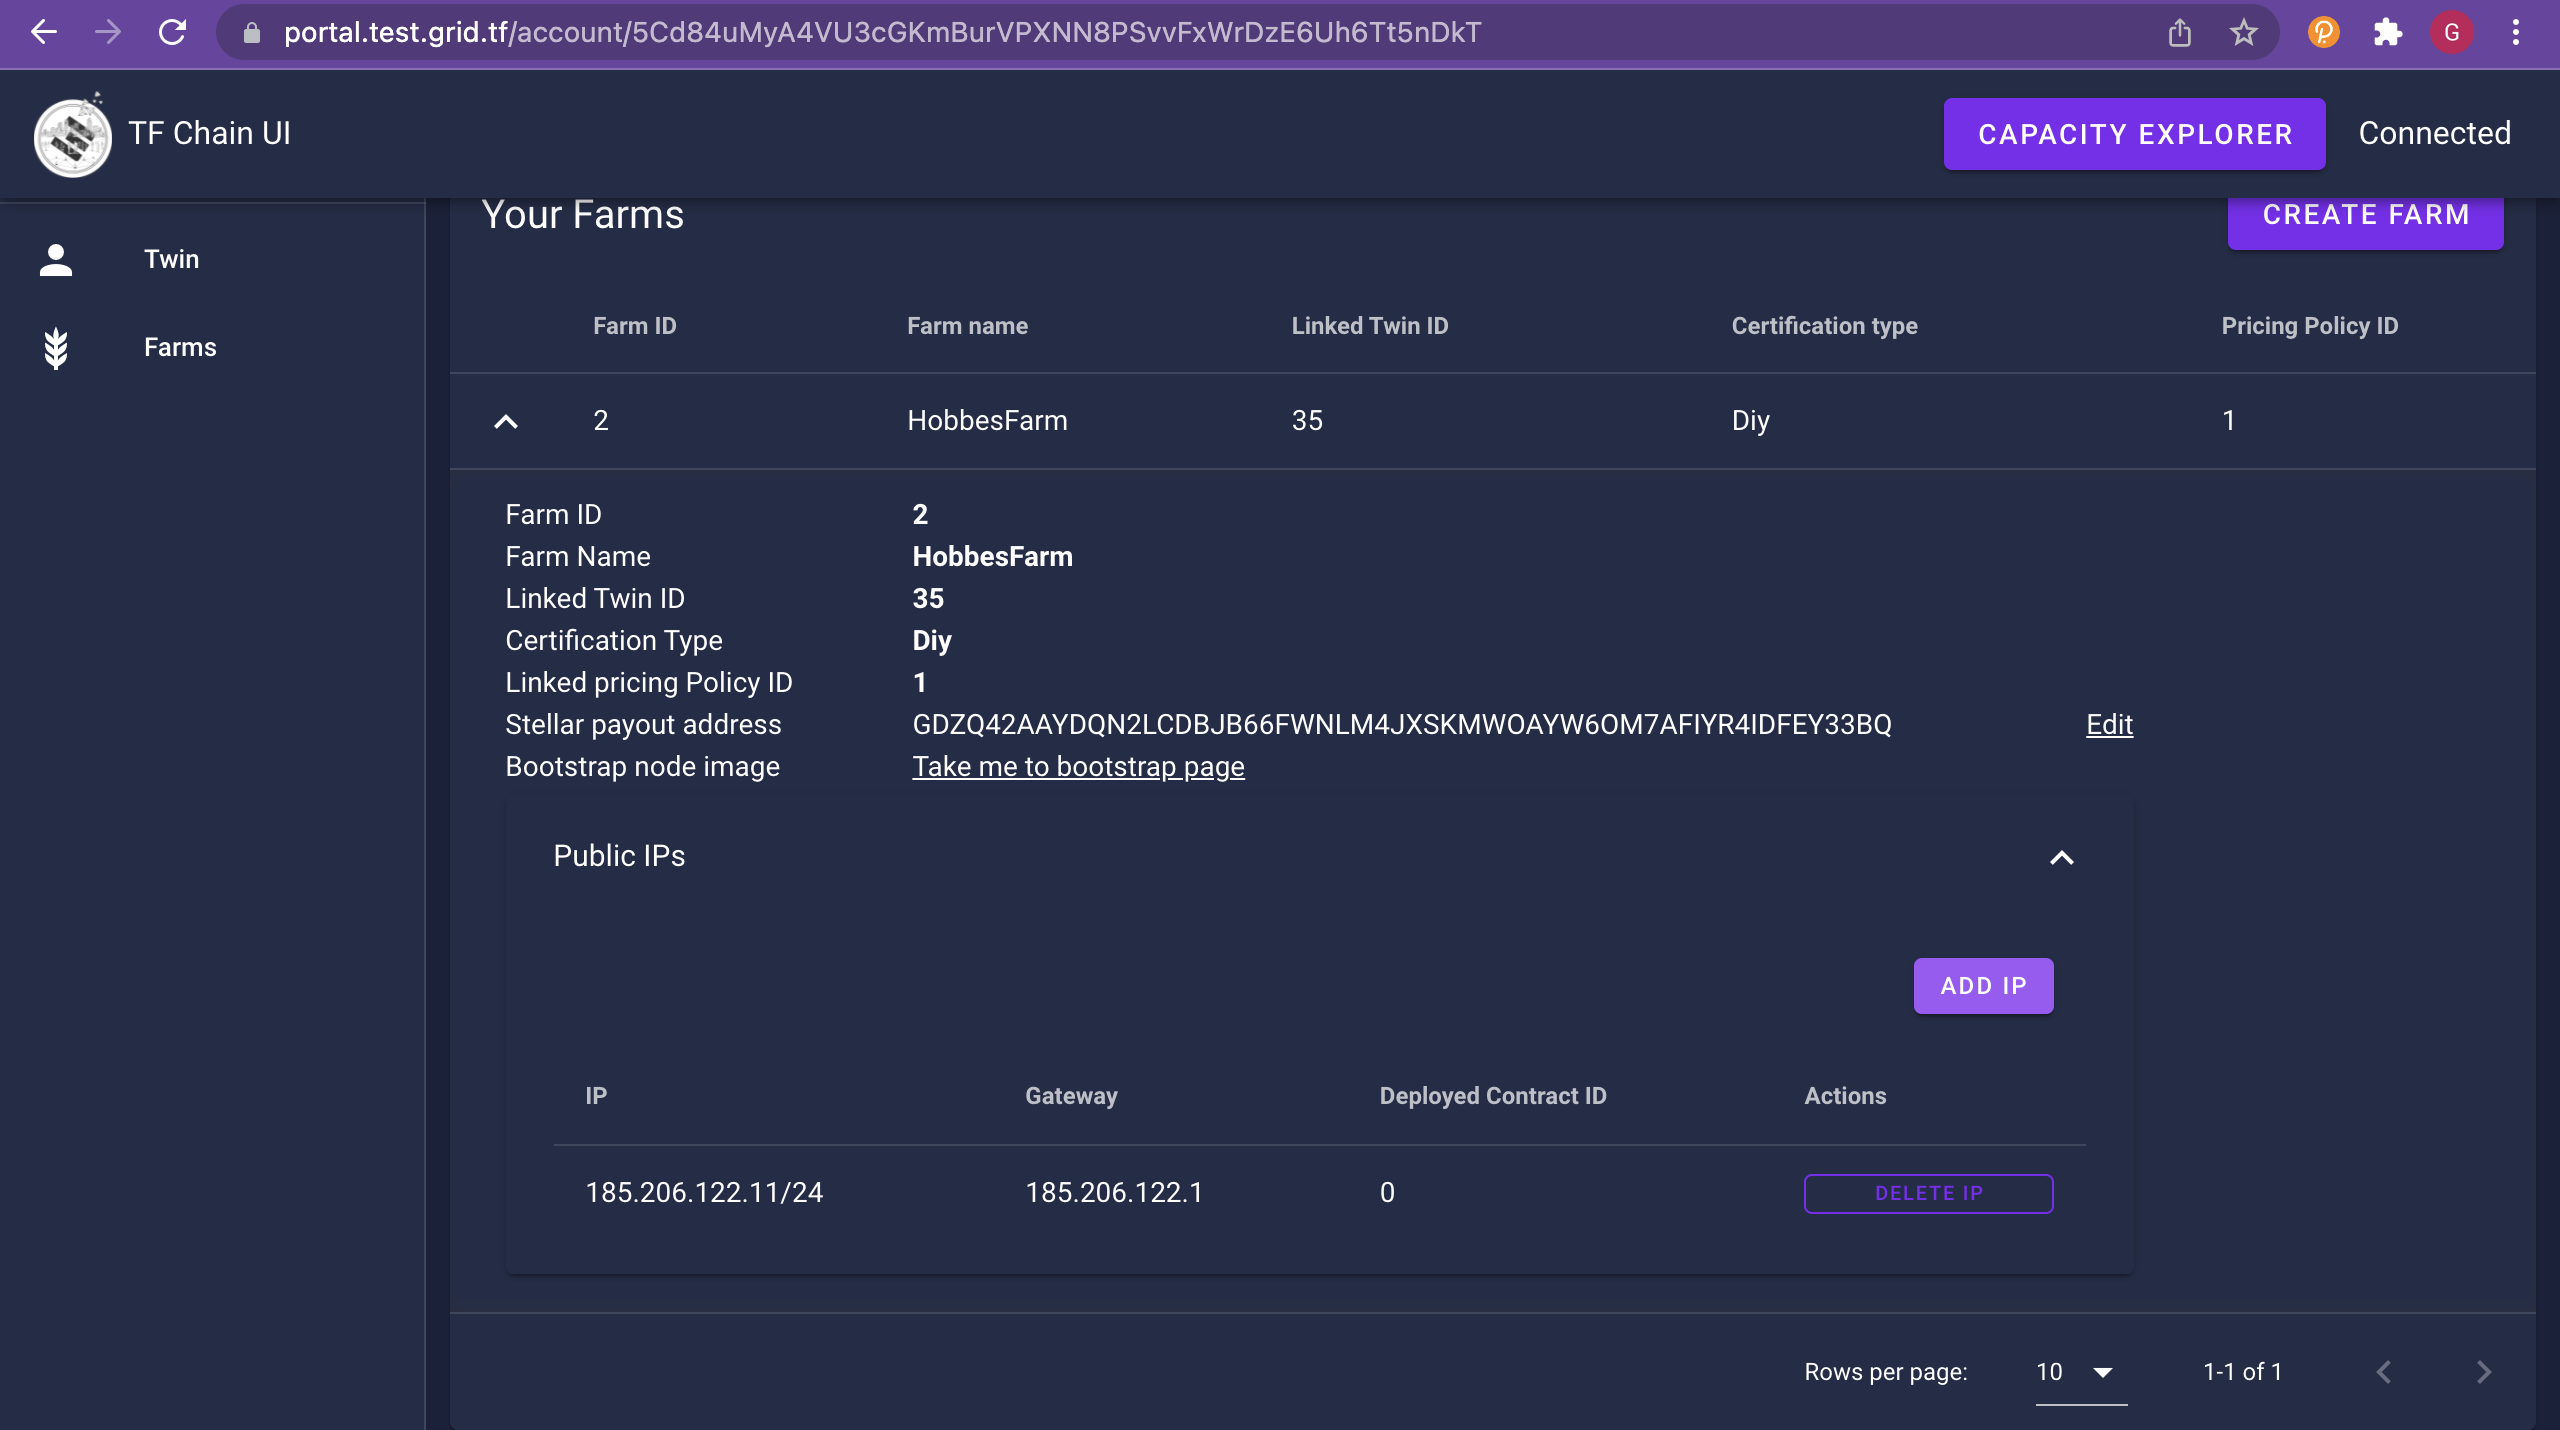 portal.test.grid.tf/account/5Cd84uMyA4VU3cGKmBurVPXNN8PSvvFxWrDzE6Uh6Tt5nDkT
G
TF Chain UI
CAPACITY EXPLORER
Connected
Twin
Farms
Your Farms
CREATE FARM
Farm ID Farm name Linked Twin ID Certification type Pricing Policy ID
2 HobbesFarm 35 Diy 1
Farm ID 2
Farm Name HobbesFarm
Linked Twin ID 35
Certification Type Diy
Linked pricing Policy ID 1
Stellar payout address GDZQ42AAYDQN2LCDBJB66FWNLM4JXSKMWOAYW6OM7AFIYR4IDFEY33BQ Edit
Bootstrap node image Take me to bootstrap page
Public IPs
ADD IP
IP Gateway Deployed Contract ID Actions
185.206.122.11/24 185.206.122.1 0 DELETE IP
Rows per page: 10 1-1 of 1